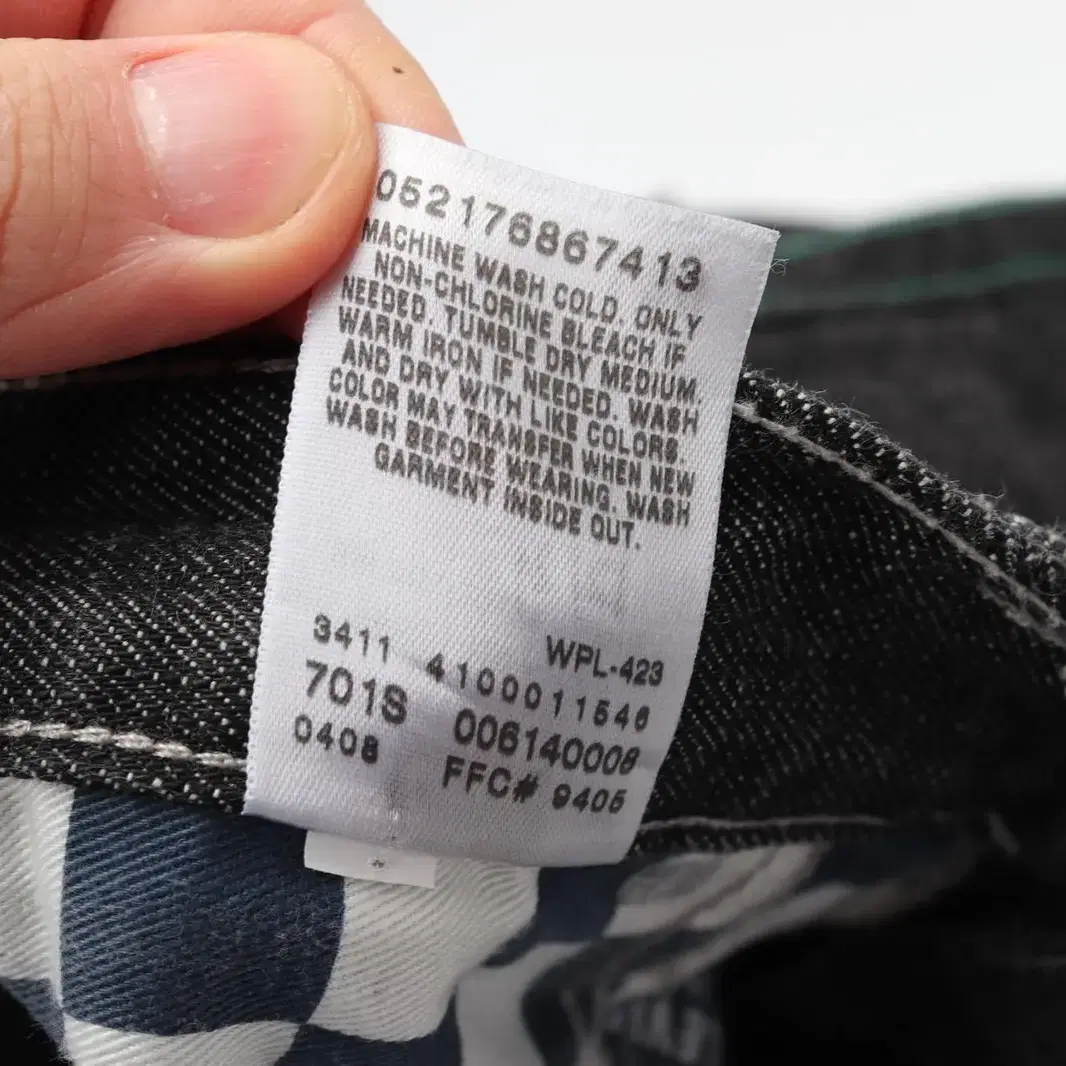 052176867413
MACHINE WASH COLD. ONLY
NON-CHLORINE BLEACH IF
NEEDED. TUMBLE DRY MEDIUM.
WARM IRON IF NEEDED. WASH
AND DRY WITH LIKE COLORS.
COLOR MAY TRANSFER WHEN NEW
WASH BEFORE WEARING. WASH
GARMENT INSIDE OUT.
3411 WPL-423
701S 4100011546
0408 006140008
FFC# 9405